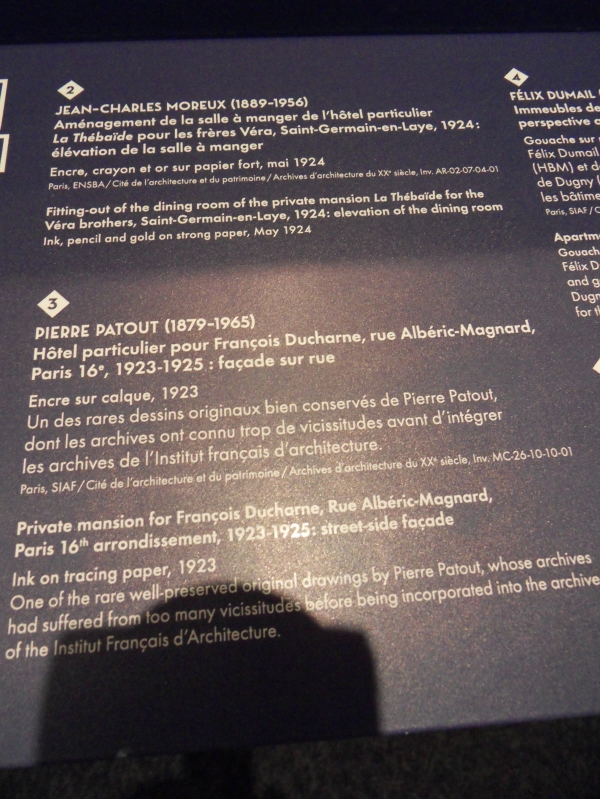 2
JEAN-CHARLES MOREUX (1889-1956)
Aménagement de la salle à manger de l'hôtel particulier
La Thébaïde pour les frères Véra, Saint-Germain-en-Laye, 1924 :
élévation de la salle à manger
Encre, crayon et or sur papier fort, mai 1924
Paris, ENSBA / Cité de l'architecture et du patrimoine / Archives d'architecture du XXe siècle, Inv. AR-02-07-04-01
Fitting-out of the dining room of the private mansion La Thébaïde for the
Véra brothers, Saint-Germain-en-Laye, 1924: elevation of the dining room
Ink, pencil and gold on strong paper, May 1924
3
PIERRE PATOUT (1879-1965)
Hôtel particulier pour François Ducharne, rue Albéric-Magnard,
Paris 16e, 1923-1925 : façade sur rue
Encre sur calque, 1923
Un des rares dessins originaux bien conservés de Pierre Patout,
dont les archives ont connu trop de vicissitudes avant d'intégrer
les archives de l'Institut français d'architecture.
Paris, SIAF / Cité de l'architecture et du patrimoine / Archives d'architecture du XXe siècle, Inv. MC-26-10-10-01
Private mansion for François Ducharne, Rue Albéric-Magnard,
Paris 16th arrondissement, 1923-1925: street-side façade
Ink on tracing paper, 1923
One of the rare well-preserved original drawings by Pierre Patout, whose archives
had suffered from too many vicissitudes before being incorporated into the archive
of the Institut Français d'Architecture.
4
FÉLIX DUMAIL
Immeubles de
perspective
Gouache sur
Félix Dumail
(HBM) et d
de Dugny
les bâtime
Paris, SIAF / C
Apartm
Gouach
Félix D
and g
Dugn
for t